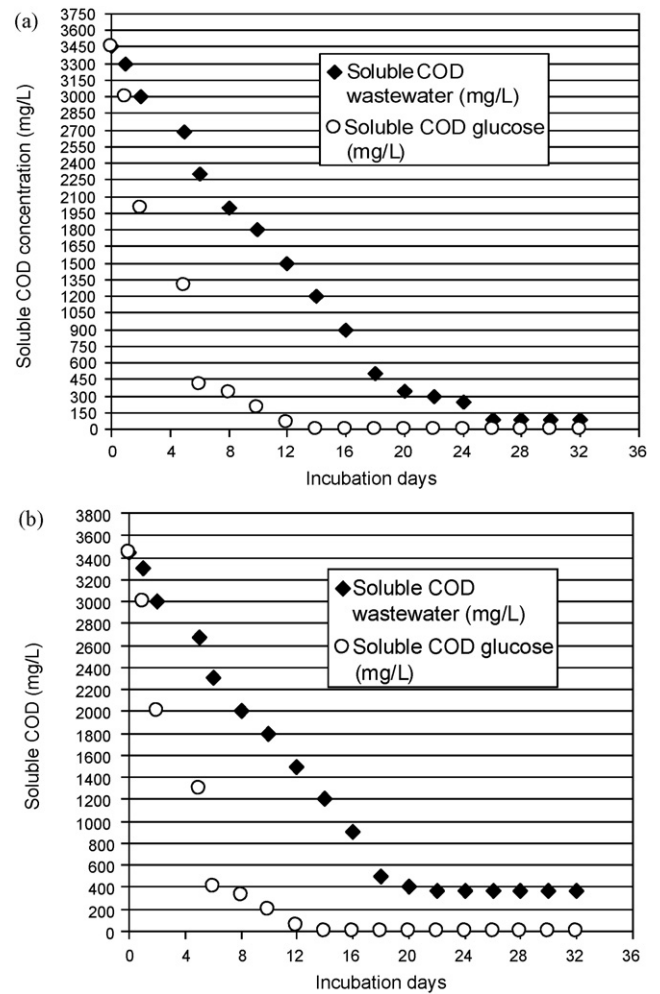 (a)
3750
3600
3450
3300
3150
3000
2850
2700
2550
2400
2250
2100
1950
1800
1650
1500
1350
1200
1050
900
750
600
450
300
150
0
Soluble COD concentration (mg/L)
Soluble COD
wastewater (mg/L)
Soluble COD glucose
(mg/L)
0 4 8 12 16 20 24 28 32 36
Incubation days
(b)
3800
3600
3400
3200
3000
2800
2600
2400
2200
2000
1800
1600
1400
1200
1000
800
600
400
200
0
Soluble COD (mg/L)
Soluble COD
wastewater (mg/L)
Soluble COD glucose
(mg/L)
0 4 8 12 16 20 24 28 32 36
Incubation days